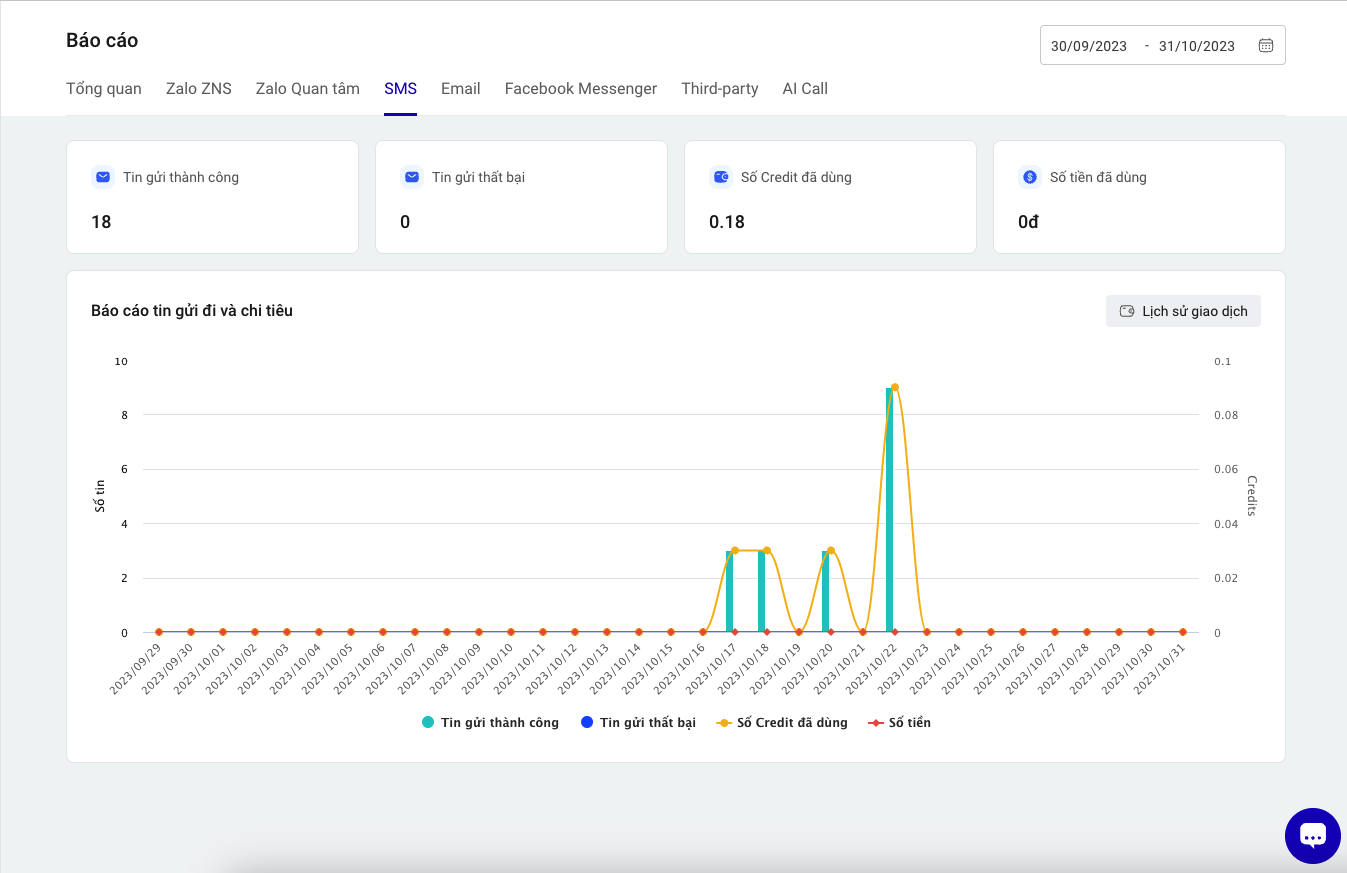 Báo cáo
30/09/2023 - 31/10/2023
Tổng quan Zalo ZNS Zalo Quan tâm SMS Email Facebook Messenger Third-party AI Call
Tin gửi thành công
18
Tin gửi thất bại
0
Số Credit đã dùng
0.18
Số tiền đã dùng
0đ
Báo cáo tin gửi đi và chi tiêu
Lịch sử giao dịch
10 0.1
8 0.08
6 0.06
4 0.04
2 0.02
0 0
Số tin
Credits
2023/09/29 2023/09/30 2023/10/01 2023/10/02 2023/10/03 2023/10/04 2023/10/05 2023/10/06 2023/10/07 2023/10/08 2023/10/09 2023/10/10 2023/10/11 2023/10/12 2023/10/13 2023/10/14 2023/10/15 2023/10/16 2023/10/17 2023/10/18 2023/10/19 2023/10/20 2023/10/21 2023/10/22 2023/10/23 2023/10/24 2023/10/25 2023/10/26 2023/10/27 2023/10/28 2023/10/29 2023/10/30 2023/10/31
Tin gửi thành công Tin gửi thất bại Số Credit đã dùng Số tiền